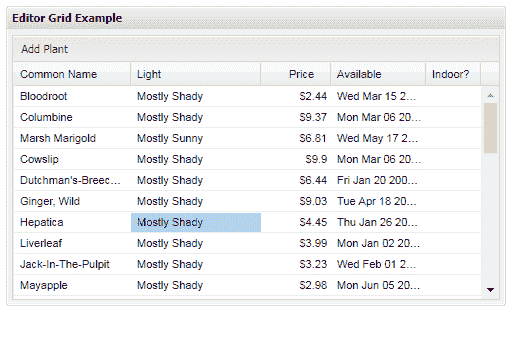 Editor Grid Example
Add Plant
Common Name Light Price Available Indoor?
Bloodroot Mostly Shady $2.44 Wed Mar 15 2...
Columbine Mostly Shady $9.37 Mon Mar 06 20...
Marsh Marigold Mostly Sunny $6.81 Wed May 17 2...
Cowslip Mostly Shady $9.9 Mon Mar 06 20...
Dutchman's-Breec... Mostly Shady $6.44 Fri Jan 20 200...
Ginger, Wild Mostly Shady $9.03 Tue Apr 18 200...
Hepatica Mostly Shady $4.45 Thu Jan 26 200...
Liverleaf Mostly Shady $3.99 Mon Jan 02 20...
Jack-In-The-Pulpit Mostly Shady $3.23 Wed Feb 01 2...
Mayapple Mostly Shady $2.98 Mon Jun 05 20...